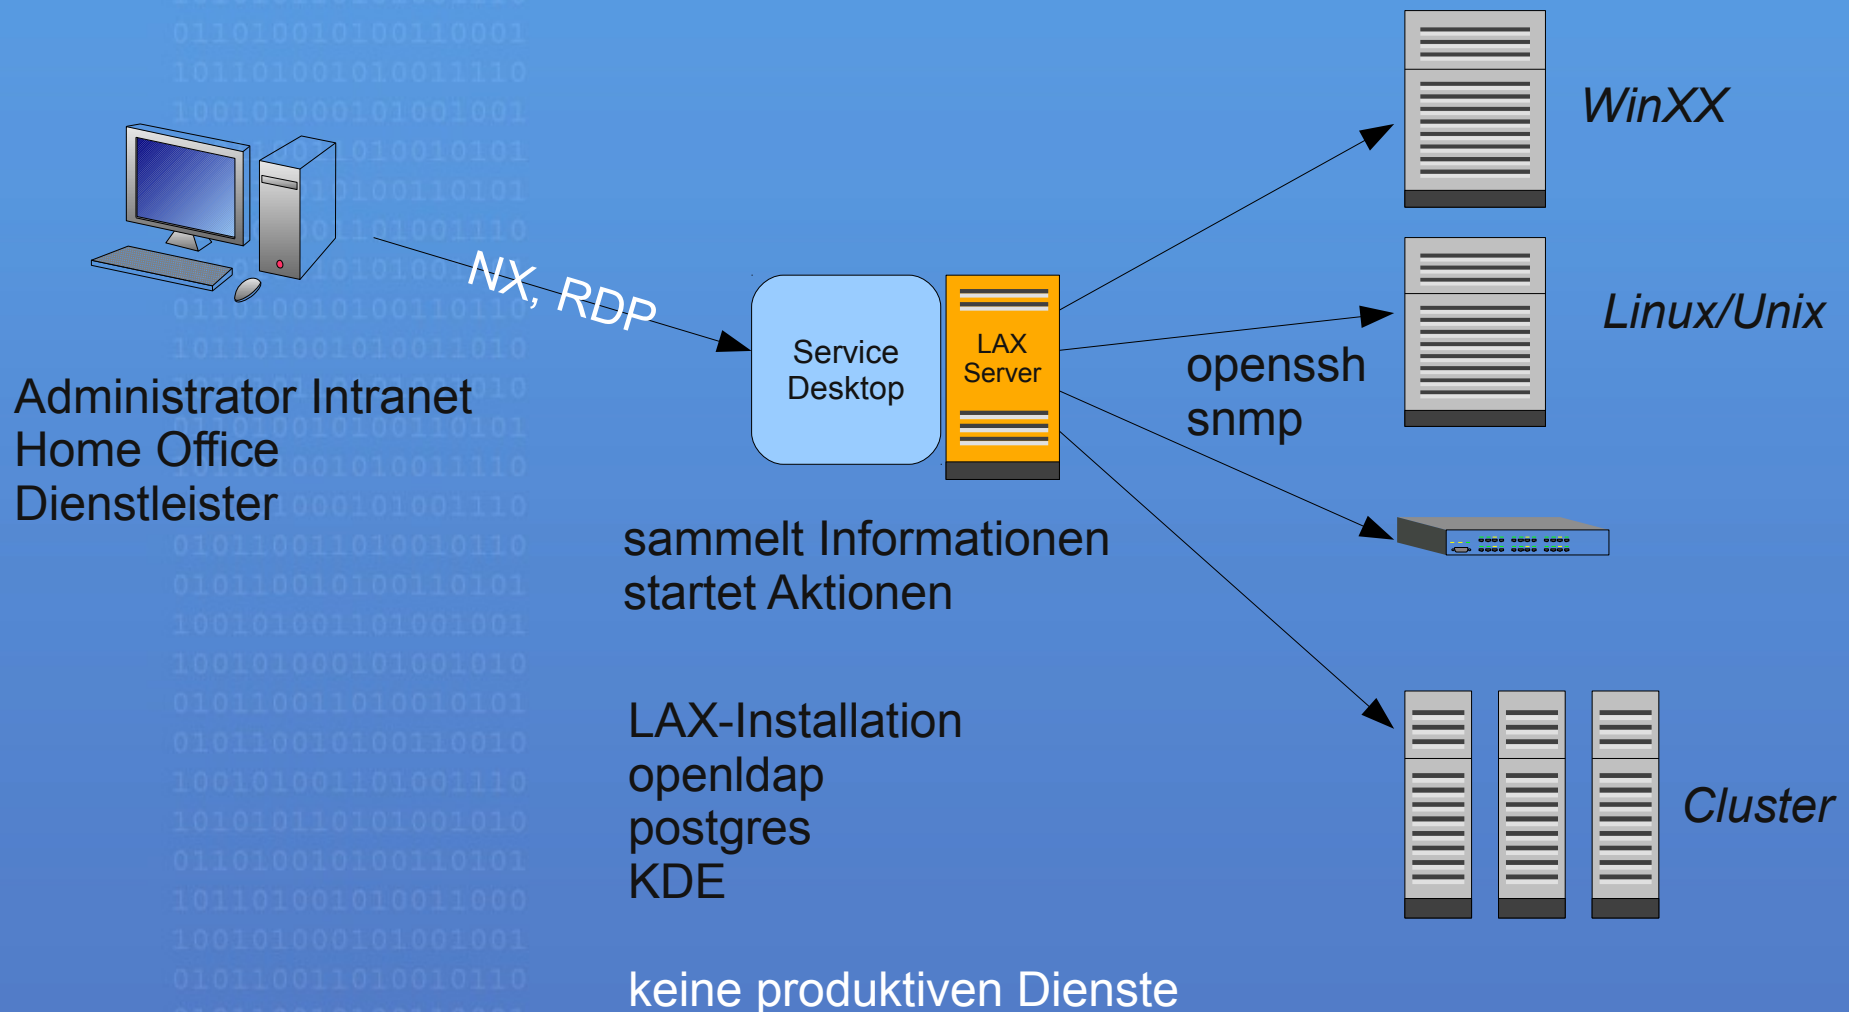 Administrator Intranet
Home Office
Dienstleister
NX, RDP
Service
Desktop
LAX
Server
sammelt Informationen
startet Aktionen
LAX-Installation
openldap
postgres
KDE
keine produktiven Dienste
openssh
snmp
WinXX
Linux/Unix
Cluster